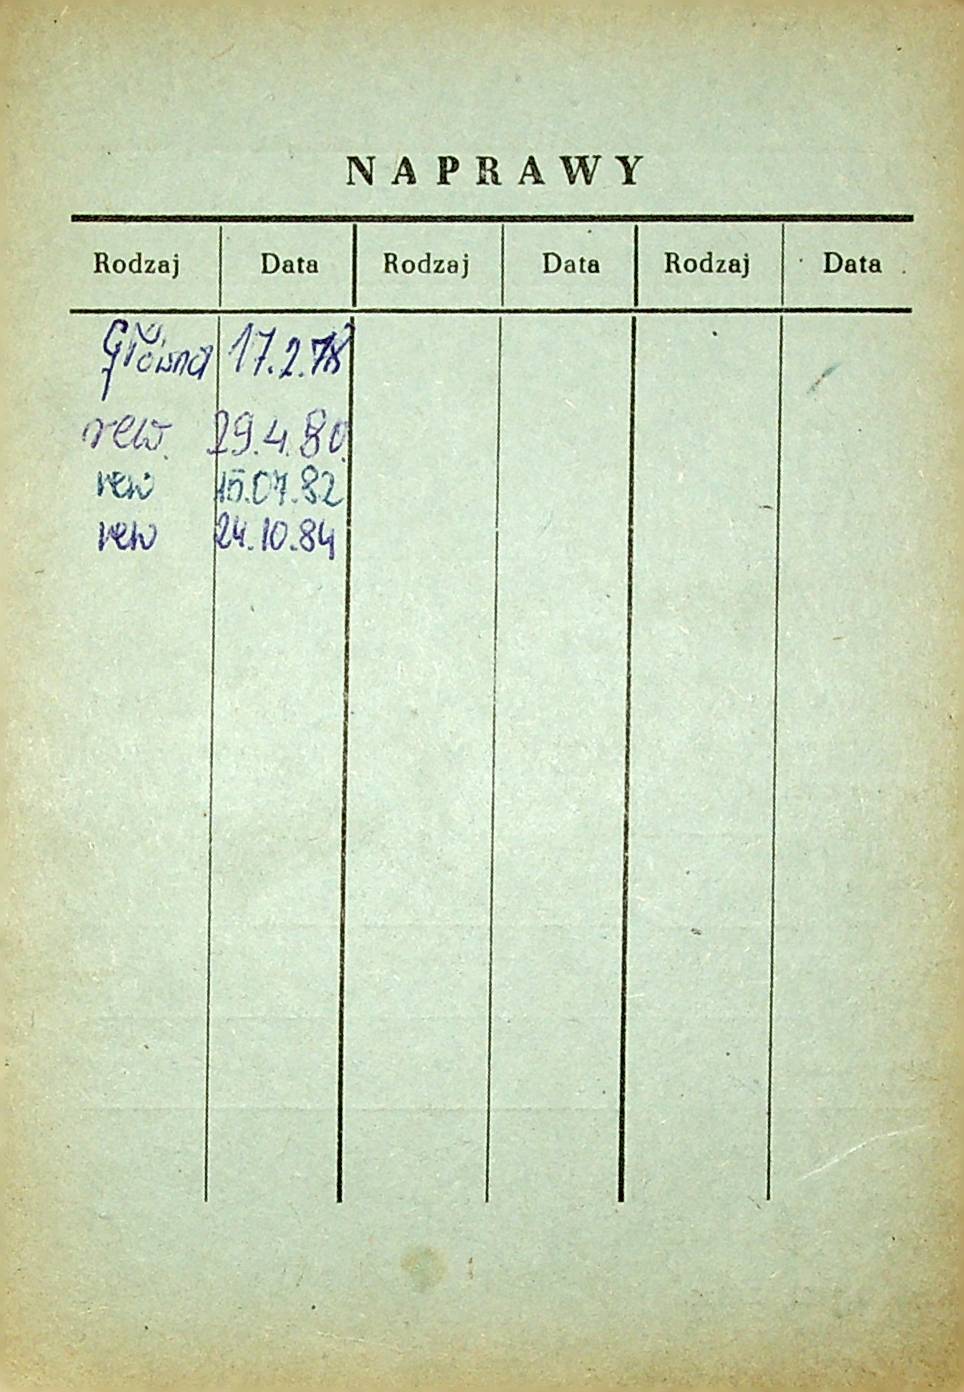 NAPRAWY
Rodzaj Data Rodzaj Data Rodzaj Data
Główna 17.2.78
rew. 29.4.80.
rew 15.07.82
rew 24.10.84